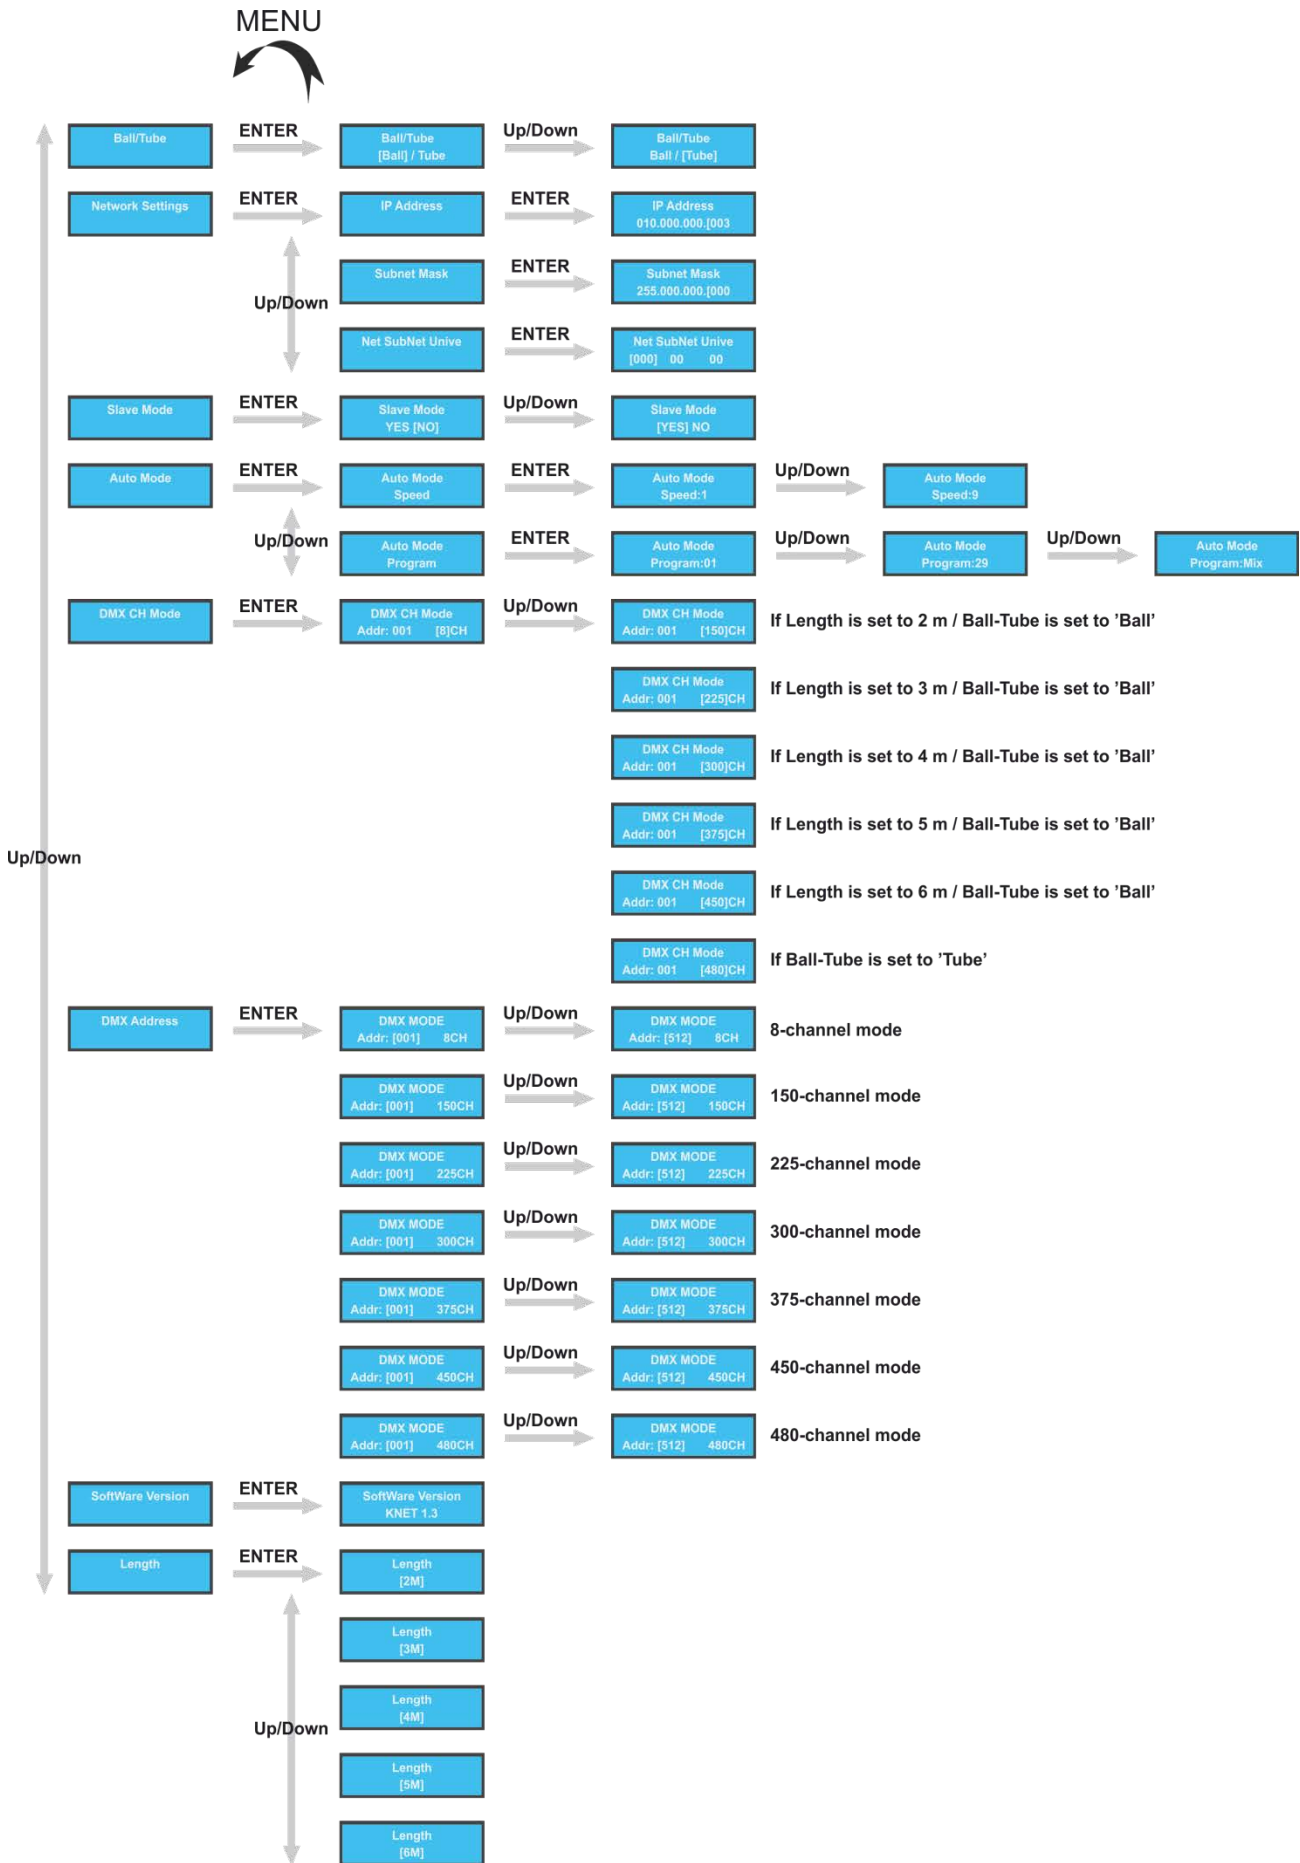 MENU
Ball/Tube
ENTER
Ball/Tube
[Ball] / Tube
Up/Down
Ball/Tube
Ball / [Tube]
Network Settings
ENTER
IP Address
ENTER
IP Address
010.000.000.[003
Up/Down
Subnet Mask
ENTER
Subnet Mask
255.000.000.[000
Net SubNet Unive
ENTER
Net SubNet Unive
[000] 00 00
Slave Mode
ENTER
Slave Mode
YES [NO]
Up/Down
Slave Mode
[YES] NO
Auto Mode
ENTER
Auto Mode
Speed
ENTER
Auto Mode
Speed:1
Up/Down
Auto Mode
Speed:9
Up/Down
Auto Mode
Program
ENTER
Auto Mode
Program:01
Up/Down
Auto Mode
Program:29
Up/Down
Auto Mode
Program:Mix
DMX CH Mode
ENTER
DMX CH Mode
Addr: 001 [8]CH
Up/Down
DMX CH Mode
Addr: 001 [150]CH
If Length is set to 2 m / Ball-Tube is set to ’Ball’
DMX CH Mode
Addr: 001 [225]CH
If Length is set to 3 m / Ball-Tube is set to ’Ball’
DMX CH Mode
Addr: 001 [300]CH
If Length is set to 4 m / Ball-Tube is set to ’Ball’
DMX CH Mode
Addr: 001 [375]CH
If Length is set to 5 m / Ball-Tube is set to ’Ball’
Up/Down
DMX CH Mode
Addr: 001 [450]CH
If Length is set to 6 m / Ball-Tube is set to ’Ball’
DMX CH Mode
Addr: 001 [480]CH
If Ball-Tube is set to ’Tube’
DMX Address
ENTER
DMX MODE
Addr: [001] 8CH
Up/Down
DMX MODE
Addr: [512] 8CH
8-channel mode
DMX MODE
Addr: [001] 150CH
Up/Down
DMX MODE
Addr: [512] 150CH
150-channel mode
DMX MODE
Addr: [001] 225CH
Up/Down
DMX MODE
Addr: [512] 225CH
225-channel mode
DMX MODE
Addr: [001] 300CH
Up/Down
DMX MODE
Addr: [512] 300CH
300-channel mode
DMX MODE
Addr: [001] 375CH
Up/Down
DMX MODE
Addr: [512] 375CH
375-channel mode
DMX MODE
Addr: [001] 450CH
Up/Down
DMX MODE
Addr: [512] 450CH
450-channel mode
DMX MODE
Addr: [001] 480CH
Up/Down
DMX MODE
Addr: [512] 480CH
480-channel mode
SoftWare Version
ENTER
SoftWare Version
KNET 1.3
Length
ENTER
Length
[2M]
Length
[3M]
Length
[4M]
Up/Down
Length
[5M]
Length
[6M]